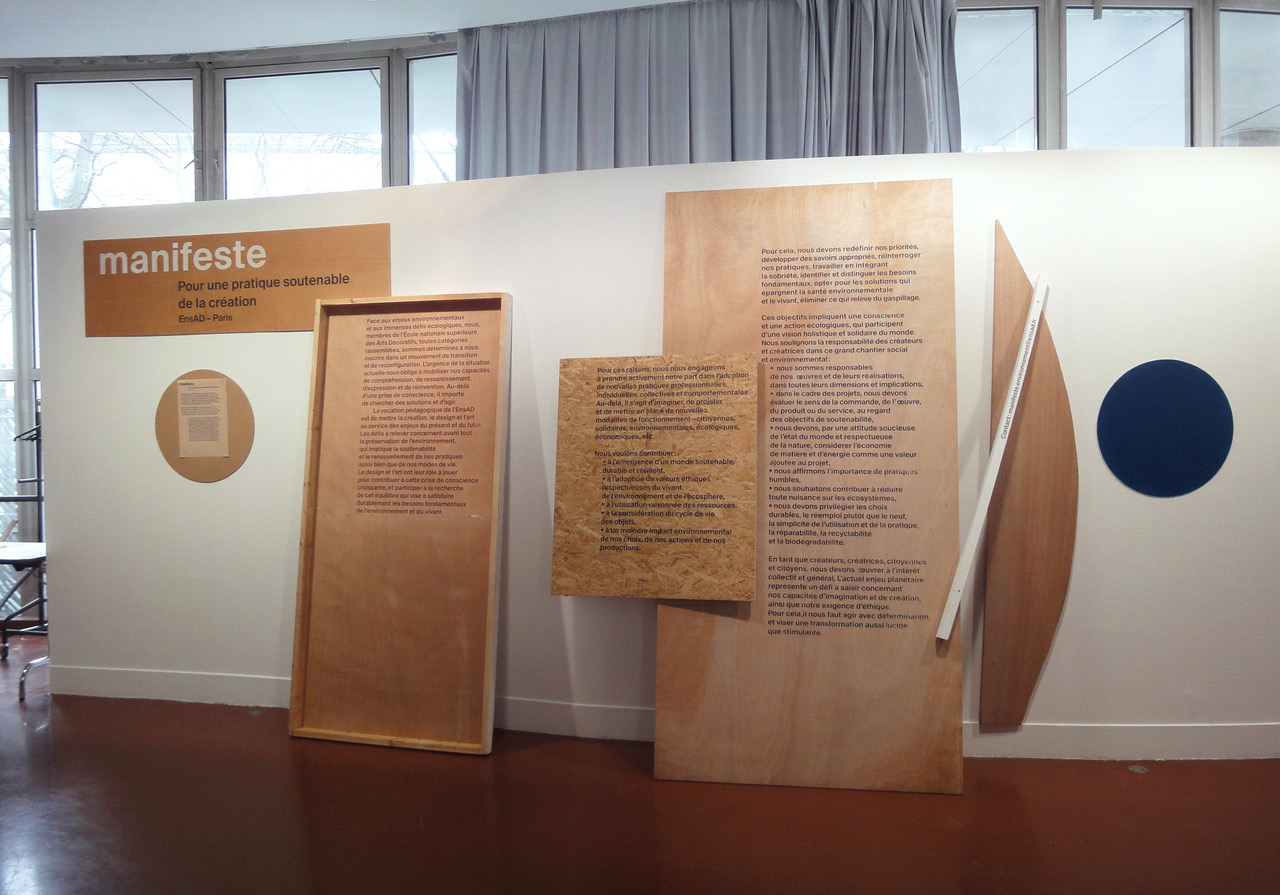 manifeste
Pour une pratique soutenable
de la création
EnsAD – Paris
Face aux enjeux environnementaux
et aux immenses défis écologiques, nous,
membres de l'École nationale supérieure
des Arts Décoratifs, toutes catégories
rassemblées, sommes déterminés à nous
inscrire dans un mouvement de transition
et de reconfiguration. L'urgence de la situation
actuelle nous oblige à mobiliser nos capacités
de compréhension, de ressaisissement,
d'expression et de réinvention. Au-delà
d'une prise de conscience, il importe
de chercher des solutions et d'agir.
La vocation pédagogique de l'EnsAD
est de mettre la création, le design et l'art
au service des enjeux du présent et du futur.
Les défis à relever concernent avant tout
la préservation de l'environnement,
qui implique la soutenabilité
et le renouvellement de nos pratiques
aussi bien que de nos modes de vie.
Le design et l'art ont leur rôle à jouer
pour contribuer à cette prise de conscience
croissante, et participer à la recherche
de cet équilibre qui vise à satisfaire
durablement les besoins fondamentaux
de l'environnement et du vivant.
Pour ces raisons, nous nous engageons
à prendre activement notre part dans l'adoption
de nouvelles pratiques professionnelles,
individuelles, collectives et comportementales.
Au-delà, il s'agit d'imaginer, de projeter
et de mettre en place de nouvelles
modalités de fonctionnement – citoyennes,
solidaires, environnementales, écologiques,
économiques, etc.
Nous voulons contribuer :
• à l'émergence d'un monde soutenable,
durable et résilient,
• à l'adoption de valeurs éthiques
respectueuses du vivant,
de l'environnement et de l'écosphère,
• à l'utilisation raisonnée des ressources,
• à la considération du cycle de vie
des objets,
• à un moindre impact environnemental
de nos choix, de nos actions et de nos
productions.
Pour cela, nous devons redéfinir nos priorités,
développer des savoirs appropriés, réinterroger
nos pratiques, travailler en intégrant
la sobriété, identifier et distinguer les besoins
fondamentaux, opter pour les solutions qui
épargnent la santé environnementale
et le vivant, éliminer ce qui relève du gaspillage.
Ces objectifs impliquent une conscience
et une action écologiques, qui participent
d'une vision holistique et solidaire du monde.
Nous soulignons la responsabilité des créateurs
et créatrices dans ce grand chantier social
et environnemental :
• nous sommes responsables
de nos œuvres et de leurs réalisations,
dans toutes leurs dimensions et implications,
• dans le cadre des projets, nous devons
évaluer le sens de la commande, de l'œuvre,
du produit ou du service, au regard
des objectifs de soutenabilité,
• nous devons, par une attitude soucieuse
de l'état du monde et respectueuse
de la nature, considérer l'économie
de matière et d'énergie comme une valeur
ajoutée au projet,
• nous affirmons l'importance de pratiques
humbles,
• nous souhaitons contribuer à réduire
toute nuisance sur les écosystèmes,
• nous devons privilégier les choix
durables, le reemploi plutôt que le neuf,
la simplicité de l'utilisation et de la pratique,
la réparabilité, la recyclabilité
et la biodégradabilité.
En tant que créateurs, créatrices, citoyennes
et citoyens, nous devons œuvrer à l'intérêt
collectif et général. L'actuel enjeu planétaire
représente un défi à saisir concernant
nos capacités d'imagination et de création,
ainsi que notre exigence d'éthique.
Pour cela,il nous faut agir avec détermination,
et viser une transformation aussi lucide
que stimulante.
Contact: manifeste.environnement@ensad.fr